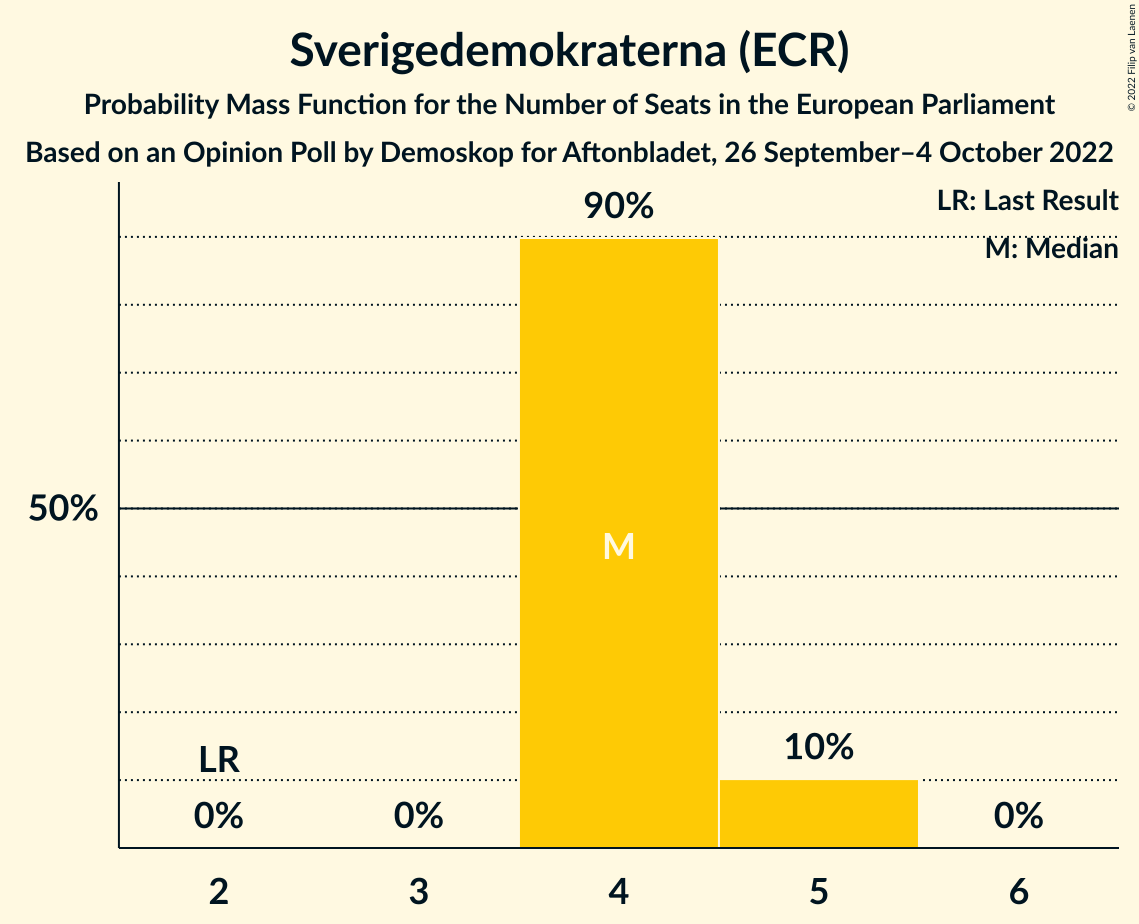 Sverigedemokraterna (ECR)
Probability Mass Function for the Number of Seats in the European Parliament
Based on an Opinion Poll by Demoskop for Aftonbladet, 26 September–4 October 2022
© 2022 Filip van Laenen
LR: Last Result
M: Median
90%
50%
M
10%
LR
0%
0%
0%
2
3
4
5
6